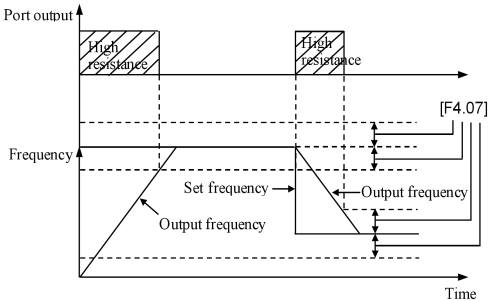 Port output
High
resistance
High
resistance
[F4.07]
Frequency
Set frequency
Output frequency
Output frequency
Time